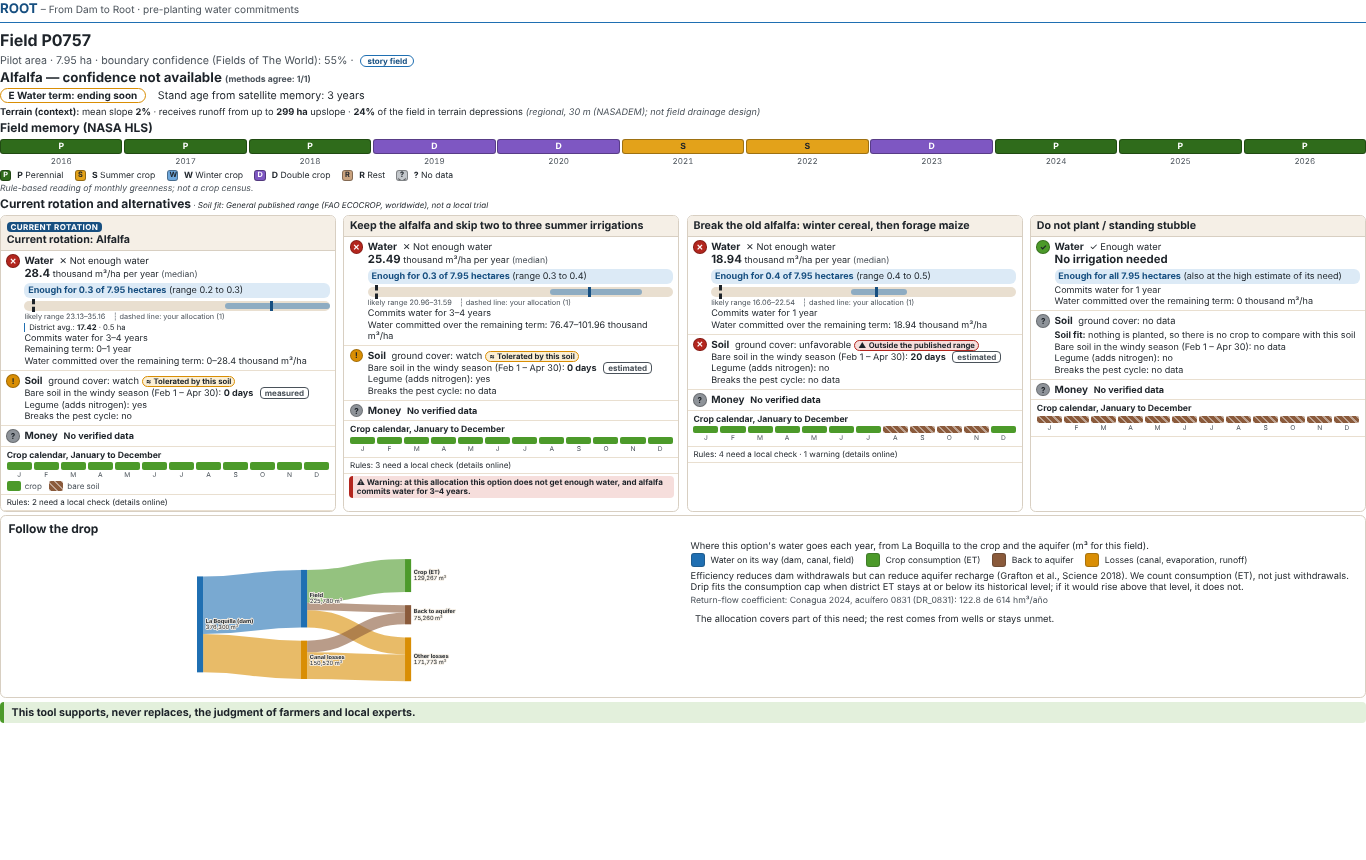 ROOT – From Dam to Root · pre-planting water commitments
Field P0757
Pilot area · 7.95 ha · boundary confidence (Fields of The World): 55% · story field
Alfalfa — confidence not available (methods agree: 1/1)
E Water term: ending soon Stand age from satellite memory: 3 years
Terrain (context): mean slope 2% · receives runoff from up to 299 ha upslope · 24% of the field in terrain depressions (regional, 30 m (NASADEM); not field drainage design)
Field memory (NASA HLS)
P P P D D S S D P P P
2016 2017 2018 2019 2020 2021 2022 2023 2024 2025 2026
P P Perennial S S Summer crop W W Winter crop D D Double crop R R Rest ? ? No data
Rule-based reading of monthly greenness; not a crop census.
Current rotation and alternatives · Soil fit: General published range (FAO ECOCROP, worldwide), not a local trial
CURRENT ROTATION
Current rotation: Alfalfa
✕ Water ✕ Not enough water
28.4 thousand m³/ha per year (median)
Enough for 0.3 of 7.95 hectares (range 0.2 to 0.3)
likely range 23.13–35.16 ¦ dashed line: your allocation (1)
District avg.: 17.42 · 0.5 ha
Commits water for 3–4 years
Remaining term: 0–1 year
Water committed over the remaining term: 0–28.4 thousand m³/ha
! Soil ground cover: watch ≈ Tolerated by this soil
Bare soil in the windy season (Feb 1 – Apr 30): 0 days measured
Legume (adds nitrogen): yes
Breaks the pest cycle: no
? Money No verified data
Crop calendar, January to December
J F M A M J J A S O N D
crop bare soil
Rules: 2 need a local check (details online)
Keep the alfalfa and skip two to three summer irrigations
✕ Water ✕ Not enough water
25.49 thousand m³/ha per year (median)
Enough for 0.3 of 7.95 hectares (range 0.3 to 0.4)
likely range 20.96–31.59 ¦ dashed line: your allocation (1)
Commits water for 3–4 years
Water committed over the remaining term: 76.47–101.96 thousand
m³/ha
! Soil ground cover: watch ≈ Tolerated by this soil
Bare soil in the windy season (Feb 1 – Apr 30): 0 days estimated
Legume (adds nitrogen): yes
Breaks the pest cycle: no data
? Money No verified data
Crop calendar, January to December
J F M A M J J A S O N D
Rules: 3 need a local check (details online)
▲ Warning: at this allocation this option does not get enough water, and alfalfa
commits water for 3–4 years.
Break the old alfalfa: winter cereal, then forage maize
✕ Water ✕ Not enough water
18.94 thousand m³/ha per year (median)
Enough for 0.4 of 7.95 hectares (range 0.4 to 0.5)
likely range 16.06–22.54 ¦ dashed line: your allocation (1)
Commits water for 1 year
Water committed over the remaining term: 18.94 thousand m³/ha
✕ Soil ground cover: unfavorable ▲ Outside the published range
Bare soil in the windy season (Feb 1 – Apr 30): 20 days estimated
Legume (adds nitrogen): no
Breaks the pest cycle: no data
? Money No verified data
Crop calendar, January to December
J F M A M J J A S O N D
Rules: 4 need a local check · 1 warning (details online)
Do not plant / standing stubble
✓ Water ✓ Enough water
No irrigation needed
Enough for all 7.95 hectares (also at the high estimate of its need)
Commits water for 1 year
Water committed over the remaining term: 0 thousand m³/ha
? Soil ground cover: no data
Soil fit: nothing is planted, so there is no crop to compare with this soil
Bare soil in the windy season (Feb 1 – Apr 30): no data
Legume (adds nitrogen): no
Breaks the pest cycle: no data
? Money No verified data
Crop calendar, January to December
J F M A M J J A S O N D
Follow the drop
La Boquilla (dam)
376,300 m³
Field
225,780 m³
Canal losses
150,520 m³
Crop (ET)
129,267 m³
Back to aquifer
75,260 m³
Other losses
171,773 m³
Where this option's water goes each year, from La Boquilla to the crop and the aquifer (m³ for this field).
Water on its way (dam, canal, field) Crop consumption (ET) Back to aquifer Losses (canal, evaporation, runoff)
Efficiency reduces dam withdrawals but can reduce aquifer recharge (Grafton et al., Science 2018). We count consumption (ET), not just withdrawals.
Drip fits the consumption cap when district ET stays at or below its historical level; if it would rise above that level, it does not.
Return-flow coefficient: Conagua 2024, acuífero 0831 (DR_0831): 122.8 de 614 hm³/año
The allocation covers part of this need; the rest comes from wells or stays unmet.
This tool supports, never replaces, the judgment of farmers and local experts.